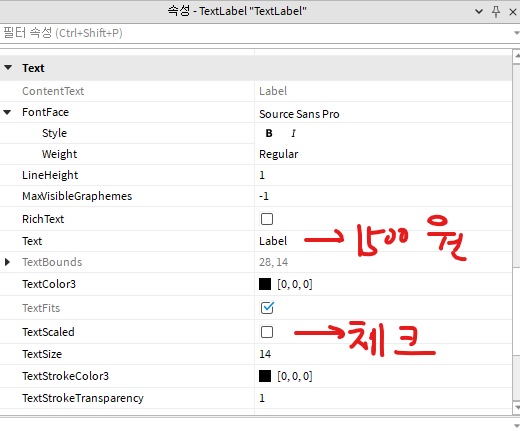 속성 - TextLabel "TextLabel"
필터 속성 (Ctrl+Shift+P)
Text
ContentText Label
FontFace Source Sans Pro
Style B I
Weight Regular
LineHeight 1
MaxVisibleGraphemes -1
RichText
Text Label → 1500 원
TextBounds 28, 14
TextColor3 [0, 0, 0]
TextFits
TextScaled → 체크
TextSize 14
TextStrokeColor3 [0, 0, 0]
TextStrokeTransparency 1